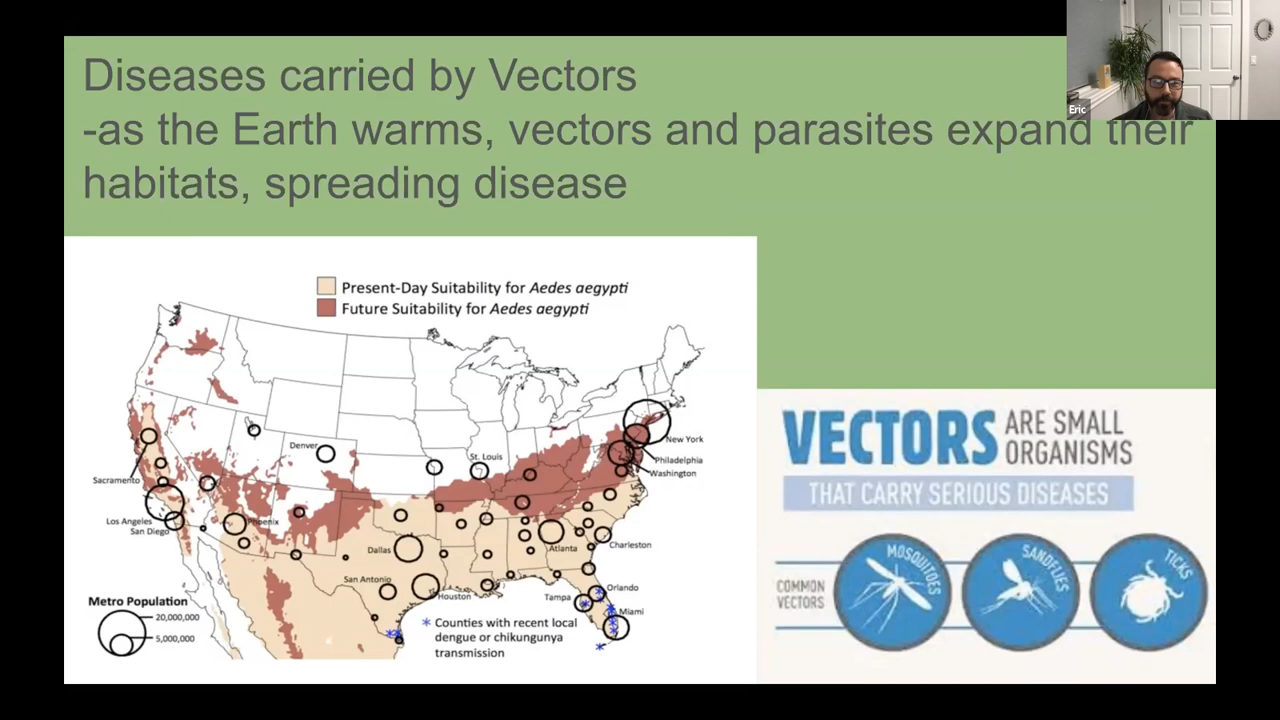 Diseases carried by Vectors
-as the Earth warms, vectors and parasites expand their
habitats, spreading disease
Eric
Present-Day Suitability for Aedes aegypti
Future Suitability for Aedes aegypti
Denver
St. Louis
New York
Philadelphia
Washington
Sacramento
Los Angeles
San Diego
Phoenix
Dallas
Atlanta
Charleston
San Antonio
Houston
Tampa
Orlando
Miami
Metro Population
20,000,000
5,000,000
* Counties with recent local
dengue or chikungunya
transmission
VECTORS ARE SMALL
ORGANISMS
THAT CARRY SERIOUS DISEASES
COMMON
VECTORS
MOSQUITOES
SANDFLIES
TICKS